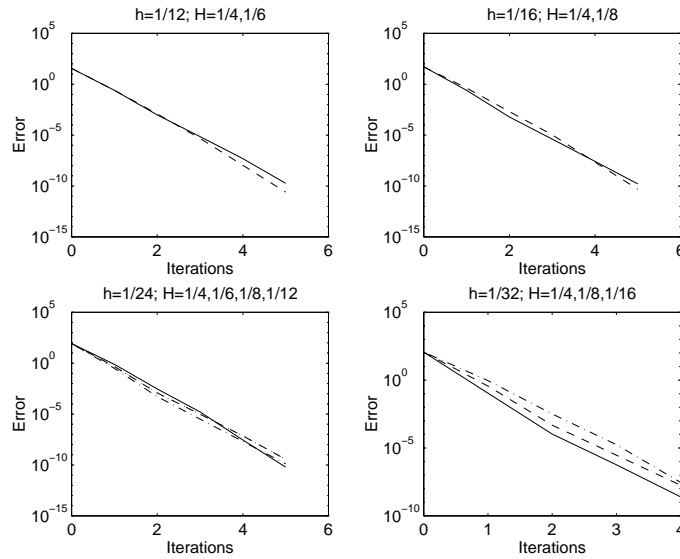 h=1/12; H=1/4,1/6
10^5
10^0
10^−5
10^−10
10^−15
Error
0 2 4 6
Iterations
h=1/16; H=1/4,1/8
10^5
10^0
10^−5
10^−10
10^−15
Error
0 2 4 6
Iterations
h=1/24; H=1/4,1/6,1/8,1/12
10^5
10^0
10^−5
10^−10
10^−15
Error
0 2 4 6
Iterations
h=1/32; H=1/4,1/8,1/16
10^5
10^0
10^−5
10^−10
Error
0 1 2 3 4
Iterations